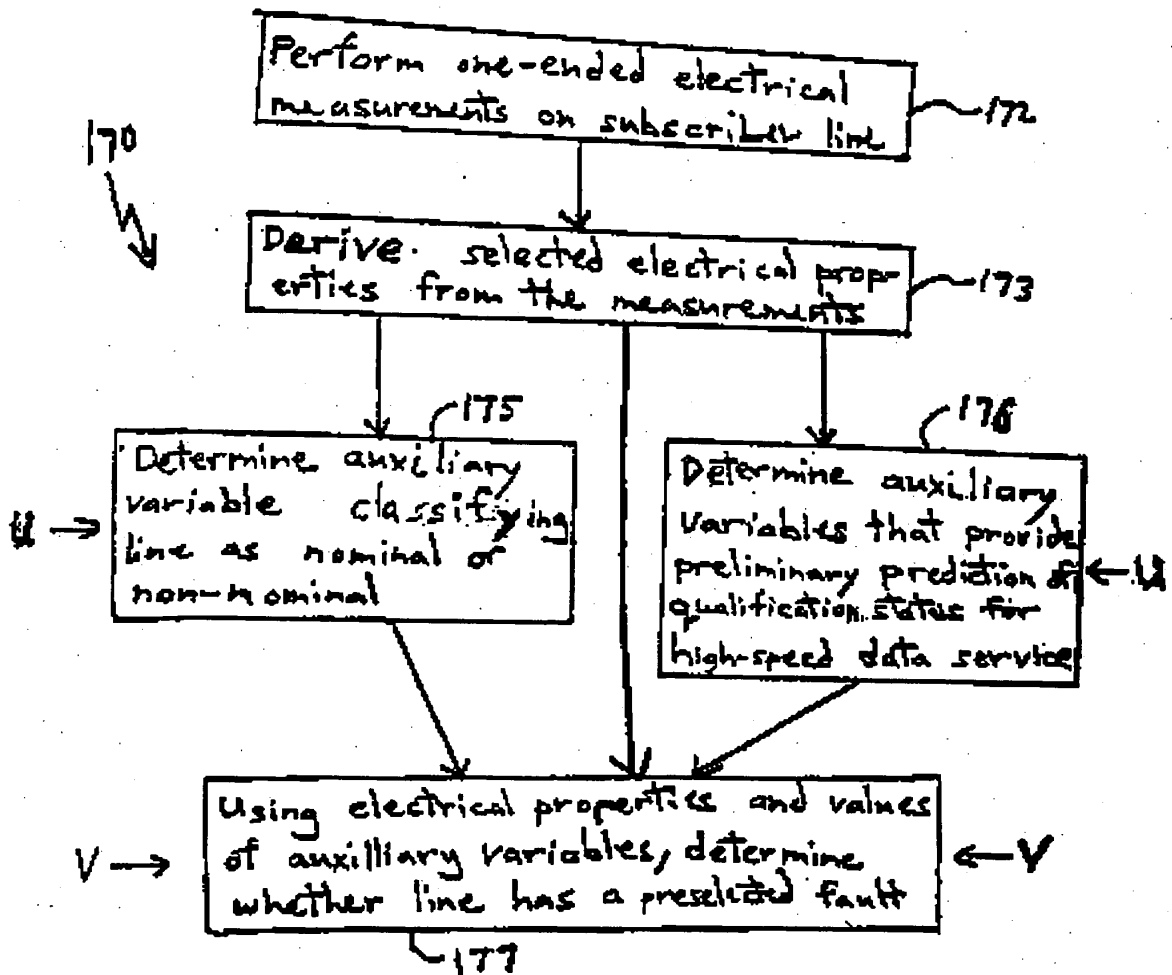 Perform one-ended electrical
measurements on subscriber line
172
170
Derive selected electrical prop-
erties from the measurements
173
175
176
Determine auxiliary
variable classifying
line as nominal or
non-nominal
U
Determine auxiliary
variables that provide
preliminary prediction of
qualification states for
high-speed data service
U
Using electrical properties and values
of auxilliary variables, determine
whether line has a preselected fault
V
V
177